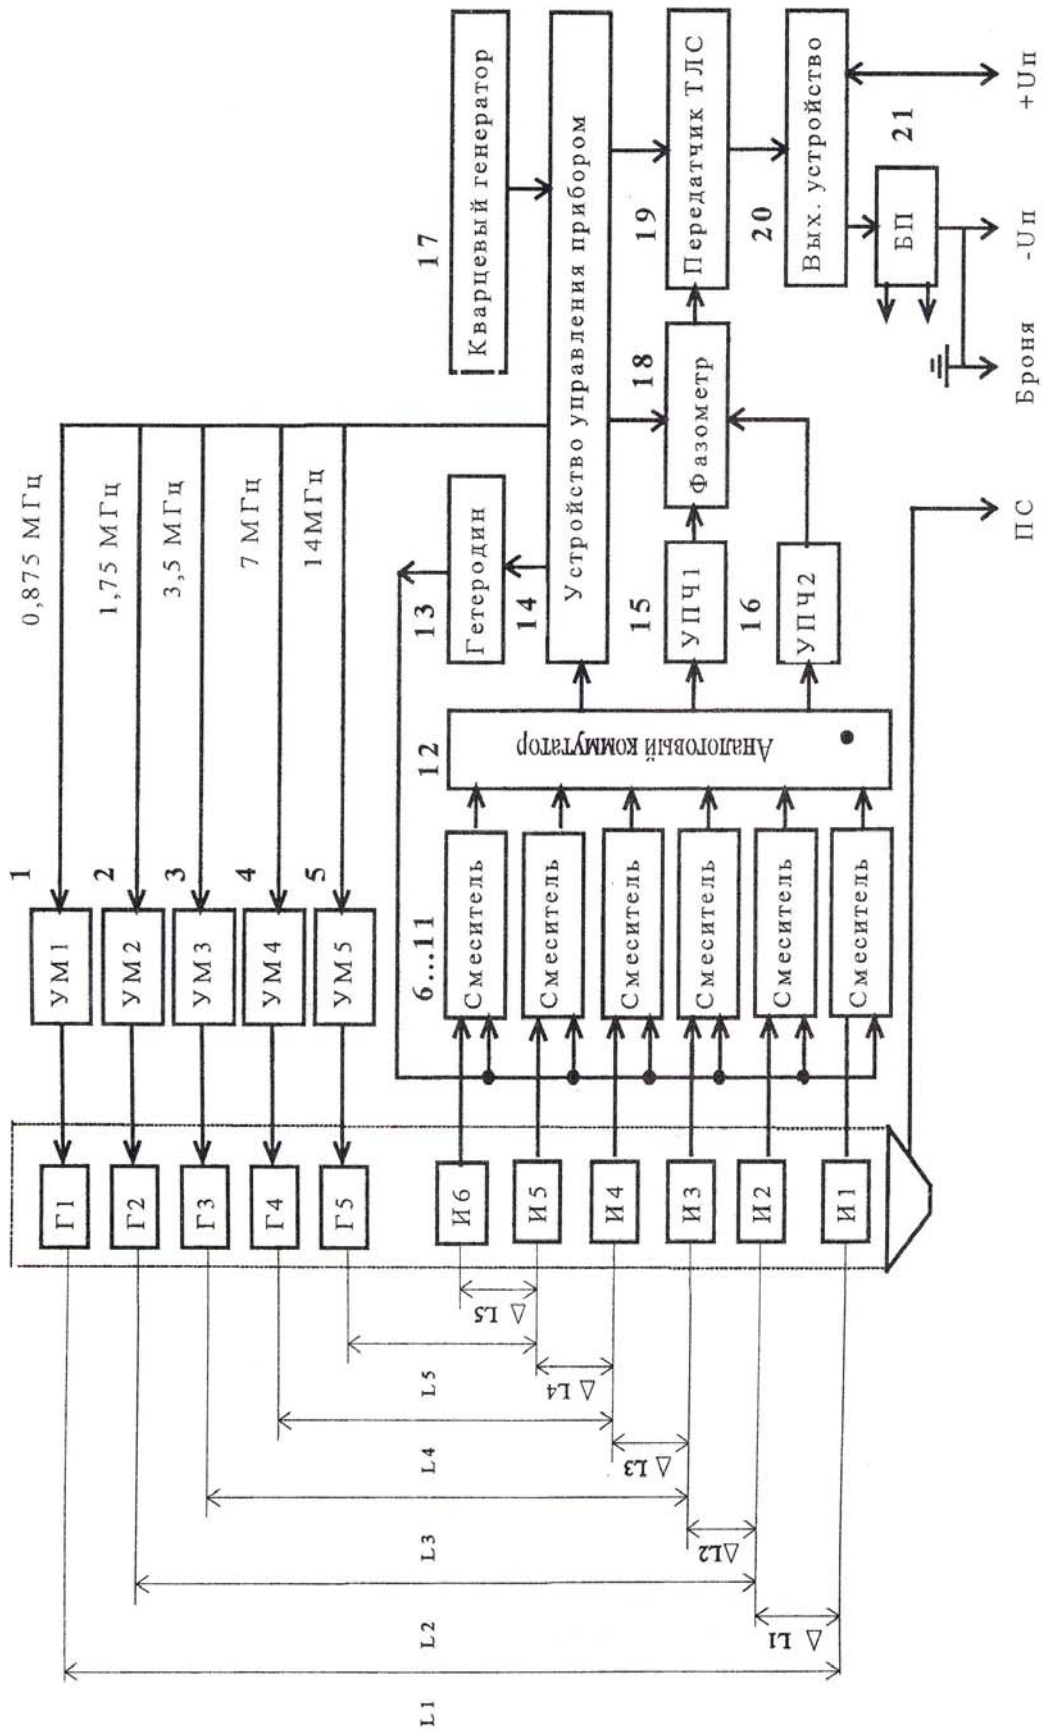 0,875 МГц
1,75 МГц
3,5 МГц
7 МГц
14МГц
1
2
3
4
5
УМ1
УМ2
УМ3
УМ4
УМ5
Г1
Г2
Г3
Г4
Г5
И6
И5
И4
И3
И2
И1
6...11
Смеситель
Смеситель
Смеситель
Смеситель
Смеситель
Смеситель
12
Аналоговый коммутатор
13
Гетеродин
14
Устройство управления прибором
15
УПЧ1
16
УПЧ2
17
Кварцевый генератор
18
Фазометр
19
Передатчик ТЛС
20
Вых. устройство
21
БП
+Uп
-Uп
Броня
ПС
Δ L5
Δ L4
Δ L3
ΔL2
Δ L1
L5
L4
L3
L2
L1